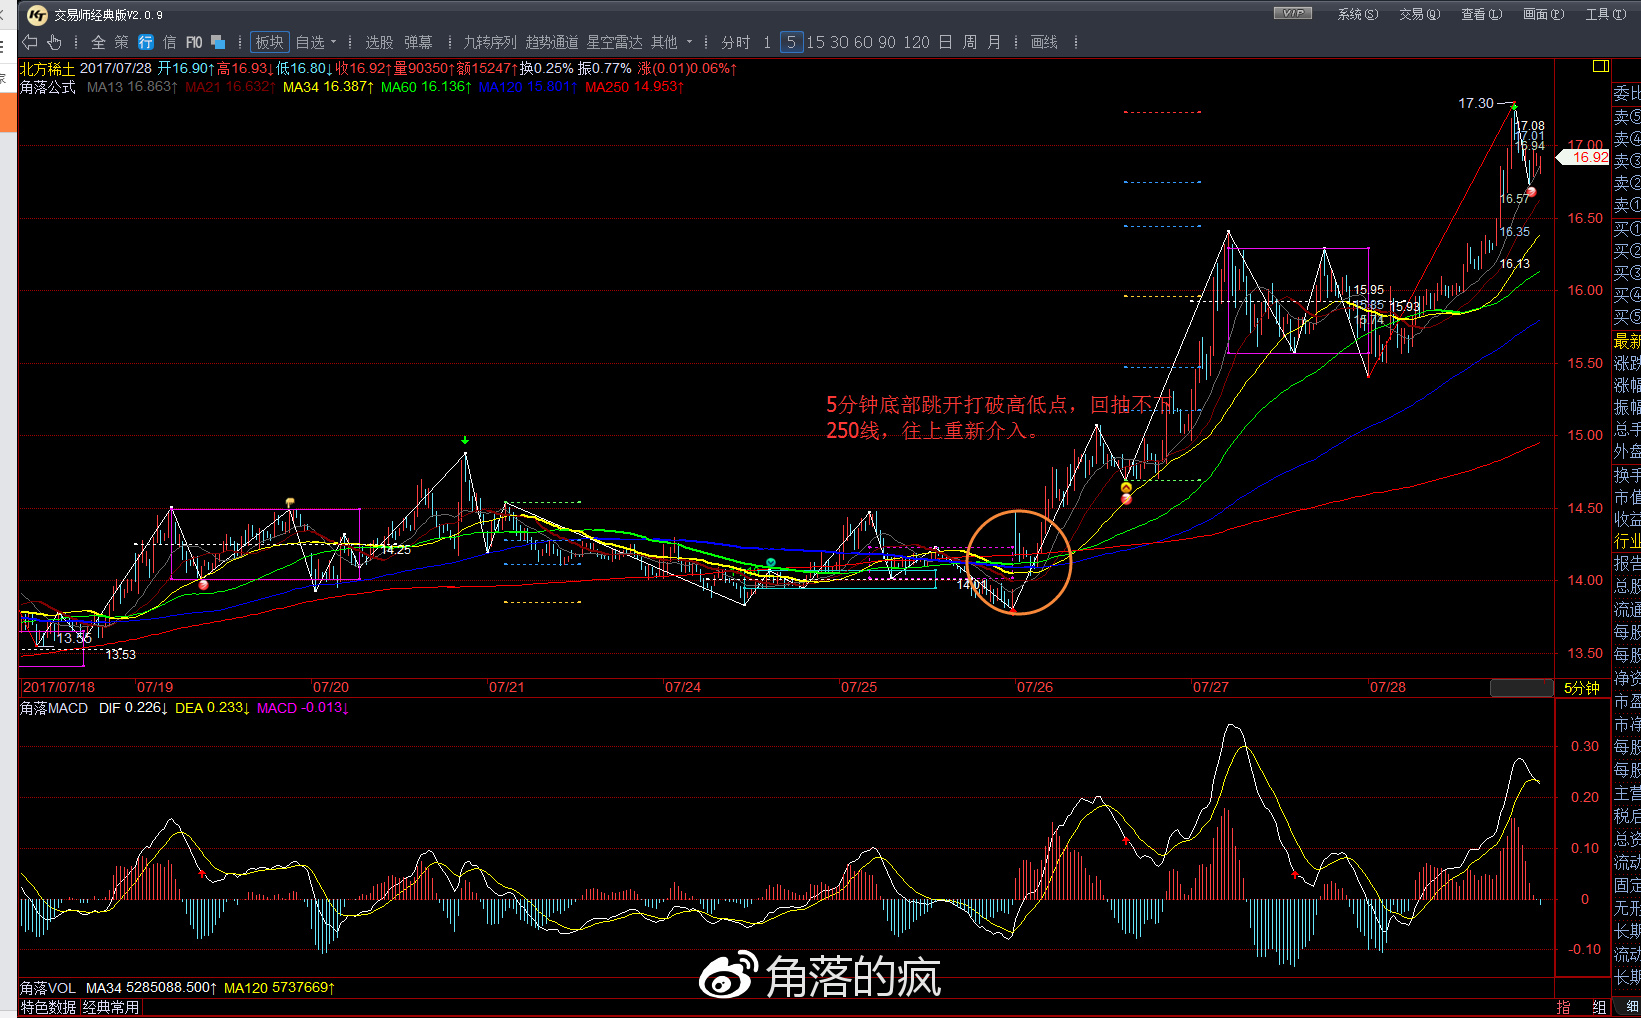 交易师经典版V2.0.9
VIP 系统(S) 交易(Q) 查看(L) 画面(P) 工具(T)
全 策 行 信 F10 板块 自选 选股 弹幕 九转序列 趋势通道 星空雷达 其他 分时 1 5 15 30 60 90 120 日 周 月 画线
北方稀土 2017/07/28 开16.90↑高16.93↓低16.80↓收16.92↑量90350↑额15247↑换0.25% 振0.77% 涨(0.01)0.06%↑
角落公式 MA13 16.863↑ MA21 16.632↑ MA34 16.387↑ MA60 16.136↑ MA120 15.801↑ MA250 14.953↑
17.30
17.08
17.01
16.94
17.00
16.92
16.57
16.50
16.35
16.13
16.00
15.95
15.85
15.93
15.74
15.50
5分钟底部跳开打破高低点，回抽不下
250线，往上重新介入。
15.00
14.50
14.25
14.01
14.00
13.55
13.53
13.50
2017/07/18 07/19 07/20 07/21 07/24 07/25 07/26 07/27 07/28 5分钟
角落MACD DIF 0.226↓ DEA 0.233↓ MACD -0.013↓
0.30
0.20
0.10
0
-0.10
角落VOL MA34 5285088.500↑ MA120 5737669↑
特色数据 经典常用
指 组 细
委比
卖⑤
卖④
卖③
卖②
卖①
买①
买②
买③
买④
买⑤
最新
涨跌
涨幅
振幅
总手
外盘
换手
市值
收益
行业
报告
总股
流通
每股
每股
净资
市盈
市净
每股
每股
主营
税后
总资
流动
固定
无形
长期
流动
长期
角落的疯